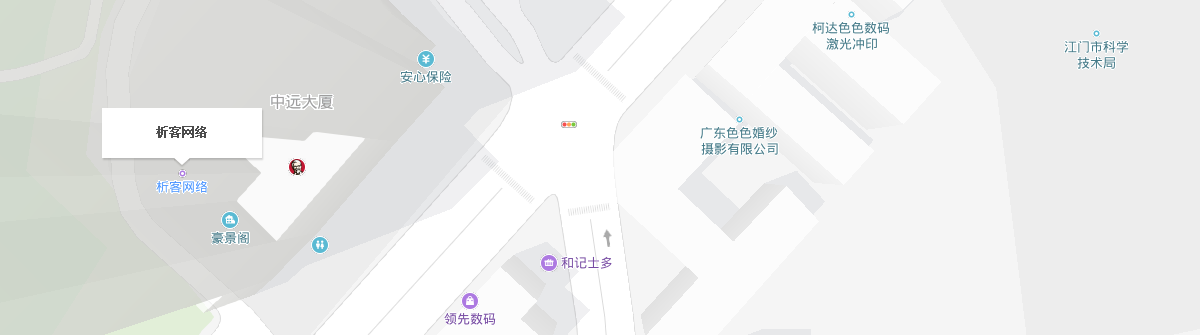 柯达色色数码
激光冲印
江门市科学
技术局
安心保险
中远大厦
析客网络
广东色色婚纱
摄影有限公司
析客网络
豪景阁
和记士多
领先数码